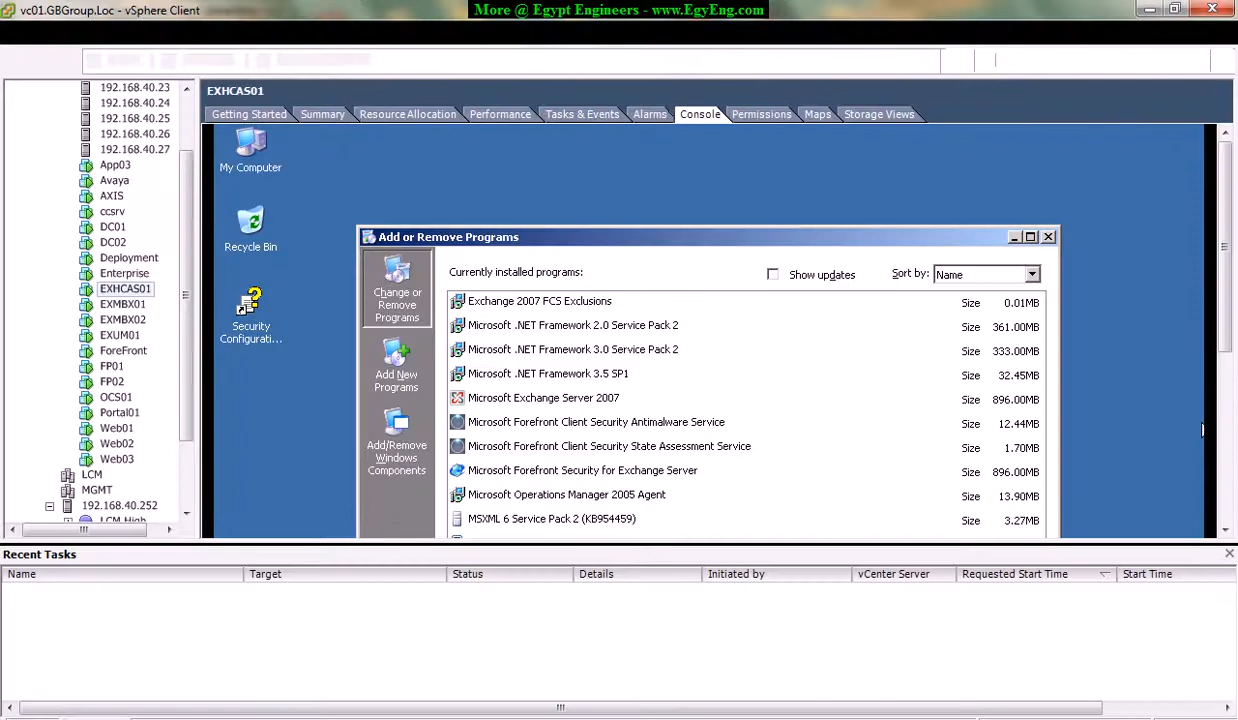 vc01.GBGroup.Loc - vSphere Client
More @ Egypt Engineers - www.EgyEng.com
192.168.40.23
192.168.40.24
192.168.40.25
192.168.40.26
192.168.40.27
App03
Avaya
AXIS
ccsrv
DC01
DC02
Deployment
Enterprise
EXHCAS01
EXMBX01
EXMBX02
EXUM01
ForeFront
FP01
FP02
OCS01
Portal01
Web01
Web02
Web03
LCM
MGMT
192.168.40.252
LCM High
EXHCAS01
Getting Started Summary Resource Allocation Performance Tasks & Events Alarms Console Permissions Maps Storage Views
My Computer
Recycle Bin
Security
Configurati...
Add or Remove Programs
Change or
Remove
Programs
Add New
Programs
Add/Remove
Windows
Components
Currently installed programs:
Show updates
Sort by: Name
Exchange 2007 FCS Exclusions Size 0.01MB
Microsoft .NET Framework 2.0 Service Pack 2 Size 361.00MB
Microsoft .NET Framework 3.0 Service Pack 2 Size 333.00MB
Microsoft .NET Framework 3.5 SP1 Size 32.45MB
Microsoft Exchange Server 2007 Size 896.00MB
Microsoft Forefront Client Security Antimalware Service Size 12.44MB
Microsoft Forefront Client Security State Assessment Service Size 1.70MB
Microsoft Forefront Security for Exchange Server Size 896.00MB
Microsoft Operations Manager 2005 Agent Size 13.90MB
MSXML 6 Service Pack 2 (KB954459) Size 3.27MB
Recent Tasks
Name Target Status Details Initiated by vCenter Server Requested Start Time Start Time